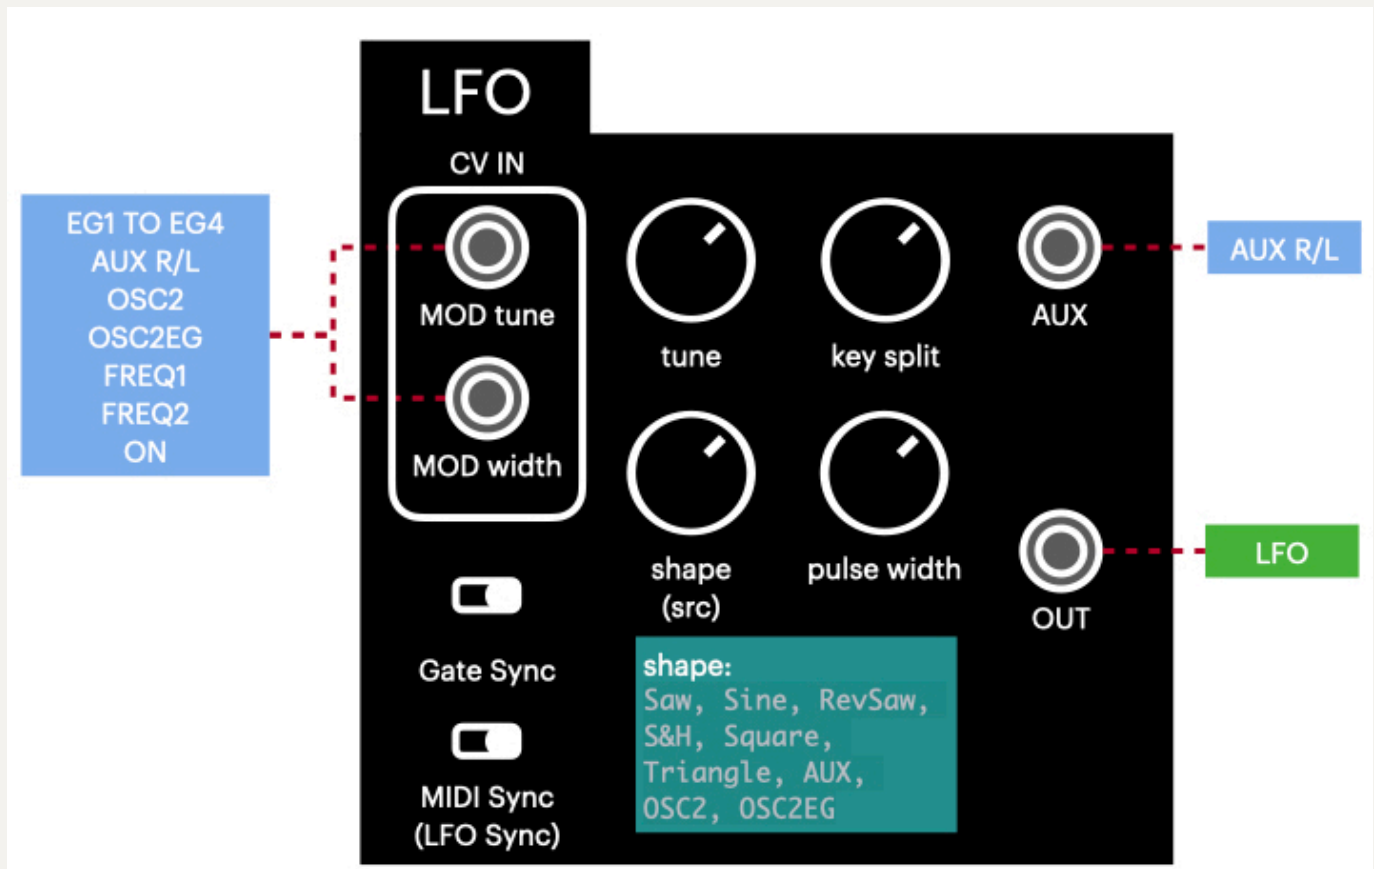 LFO
CV IN
EG1 TO EG4
AUX R/L
OSC2
OSC2EG
FREQ1
FREQ2
ON
MOD tune
MOD width
tune
key split
AUX
AUX R/L
shape
(src)
pulse width
OUT
LFO
Gate Sync
MIDI Sync
(LFO Sync)
shape:
Saw, Sine, RevSaw,
S&H, Square,
Triangle, AUX,
OSC2, OSC2EG